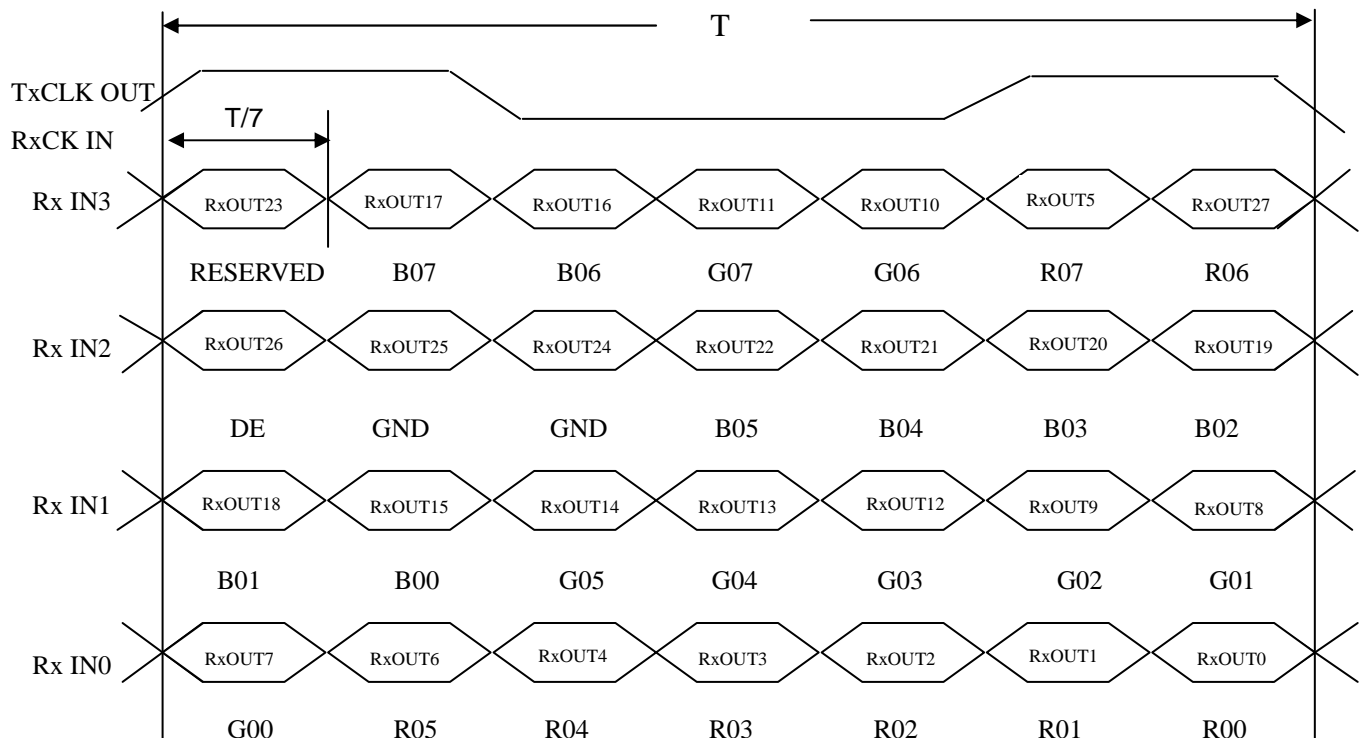 T
TxCLK OUT
T/7
RxCK IN
Rx IN3 RxOUT23 RxOUT17 RxOUT16 RxOUT11 RxOUT10 RxOUT5 RxOUT27
RESERVED B07 B06 G07 G06 R07 R06
Rx IN2 RxOUT26 RxOUT25 RxOUT24 RxOUT22 RxOUT21 RxOUT20 RxOUT19
DE GND GND B05 B04 B03 B02
Rx IN1 RxOUT18 RxOUT15 RxOUT14 RxOUT13 RxOUT12 RxOUT9 RxOUT8
B01 B00 G05 G04 G03 G02 G01
Rx IN0 RxOUT7 RxOUT6 RxOUT4 RxOUT3 RxOUT2 RxOUT1 RxOUT0
G00 R05 R04 R03 R02 R01 R00